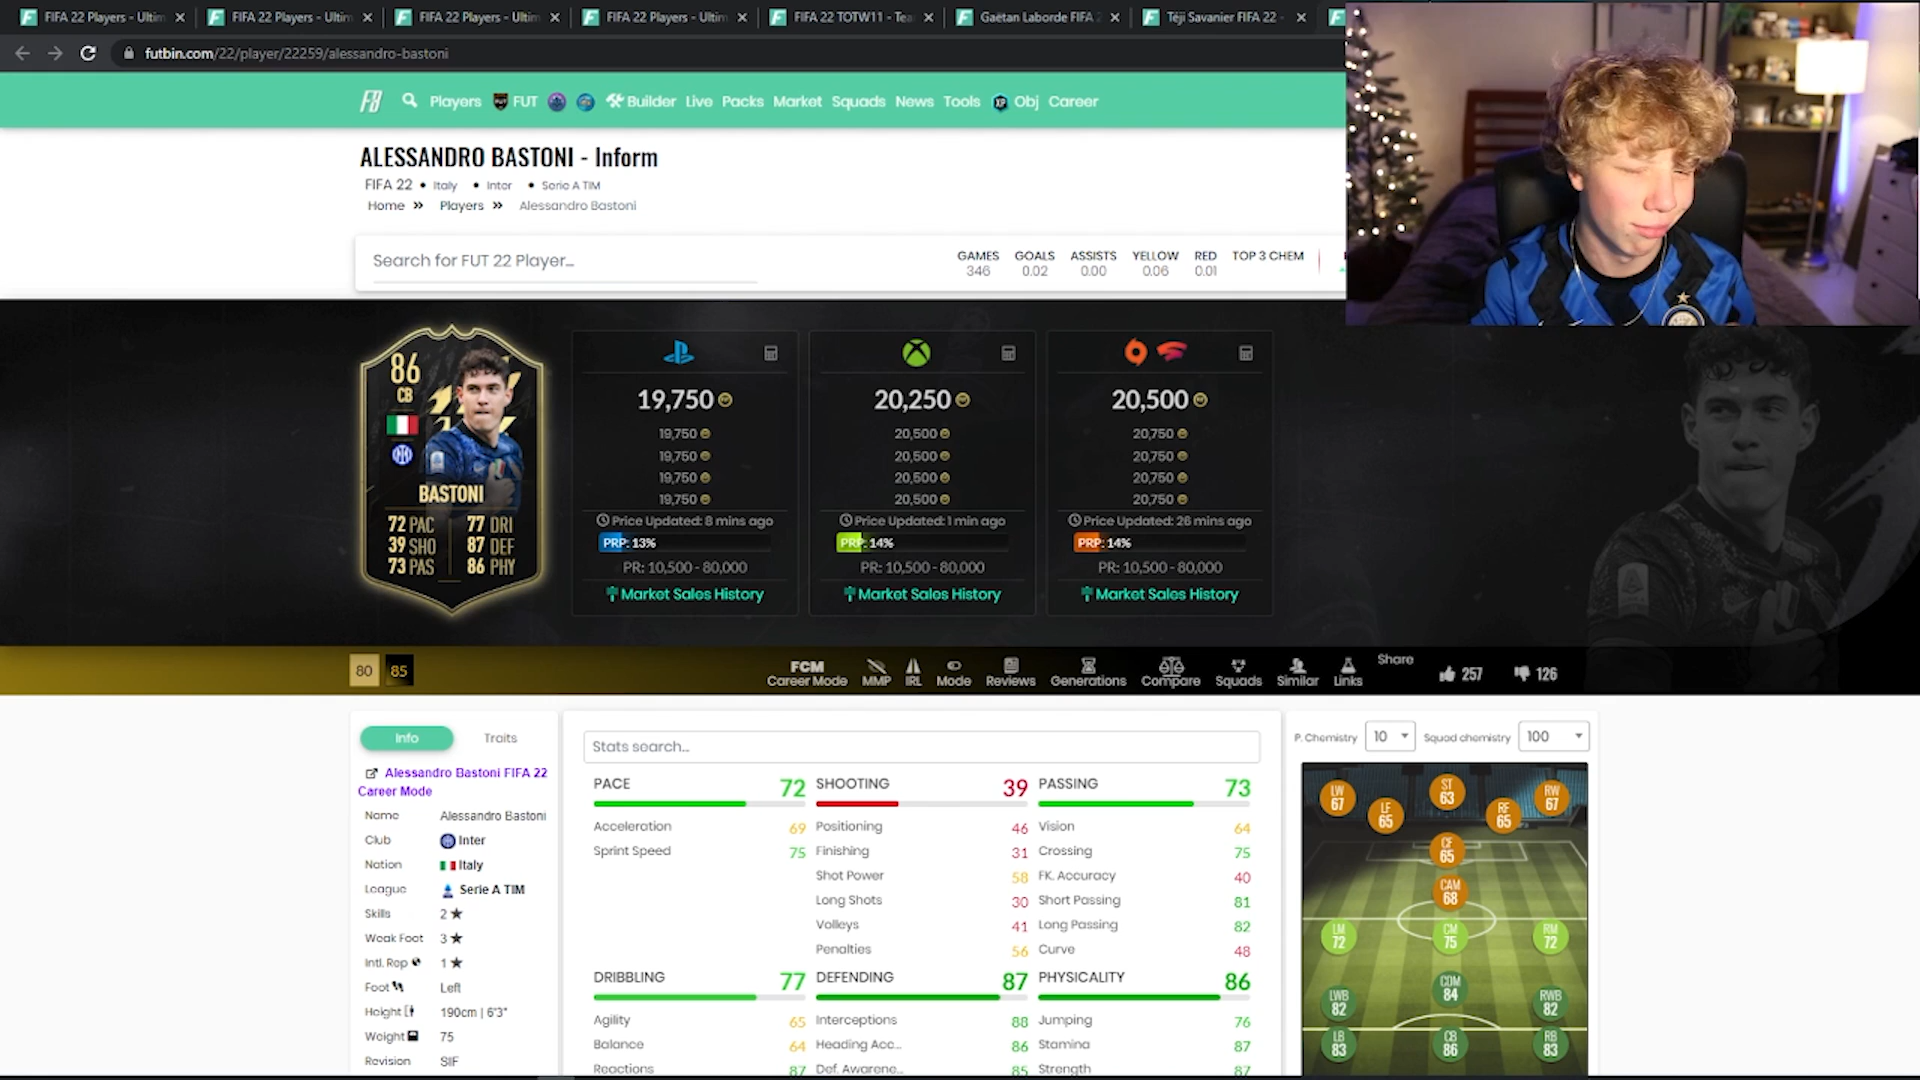 FIFA 22 Players - Ultim
FIFA 22 Players - Ultim
FIFA 22 Players - Ultim
FIFA 22 Players - Ultim
FIFA 22 TOTW11 - Tea
Gaëtan Laborde FIFA 2
Téji Savanier FIFA 22 -
futbin.com/22/player/22259/alessandro-bastoni
Players FUT Builder Live Packs Market Squads News Tools Obj Career
ALESSANDRO BASTONI - Inform
FIFA 22 • Italy • Inter • Serie A TIM
Home » Players » Alessandro Bastoni
Search for FUT 22 Player...
GAMES GOALS ASSISTS YELLOW RED TOP 3 CHEM
346 0.02 0.00 0.06 0.01
86
CB
BASTONI
72 PAC 77 DRI
39 SHO 87 DEF
73 PAS 86 PHY
19,750
19,750
19,750
19,750
19,750
Price Updated: 8 mins ago
PRP: 13%
PR: 10,500 - 80,000
Market Sales History
20,250
20,500
20,500
20,500
20,500
Price Updated: 1 min ago
PRP: 14%
PR: 10,500 - 80,000
Market Sales History
20,500
20,750
20,750
20,750
20,750
Price Updated: 26 mins ago
PRP: 14%
PR: 10,500 - 80,000
Market Sales History
80 85
FCM
Career Mode MMP IRL Mode Reviews Generations Compare Squads Similar Links Share 257 126
Info Traits
Alessandro Bastoni FIFA 22
Career Mode
Name Alessandro Bastoni
Club Inter
Nation Italy
League Serie A TIM
Skills 2
Weak Foot 3
Intl. Rep 1
Foot Left
Height 190cm | 6'3"
Weight 75
Revision SIF
Stats search...
PACE 72
Acceleration 69
Sprint Speed 75
SHOOTING 39
Positioning 46
Finishing 31
Shot Power 58
Long Shots 30
Volleys 41
Penalties 56
PASSING 73
Vision 64
Crossing 75
FK. Accuracy 40
Short Passing 81
Long Passing 82
Curve 48
DRIBBLING 77
Agility 65
Balance 64
Reactions 87
DEFENDING 87
Interceptions 88
Heading Acc... 86
Def. Awarene... 85
PHYSICALITY 86
Jumping 76
Stamina 87
Strength 87
P. Chemistry 10 Squad chemistry 100
LW 67
LF 65
ST 63
RF 65
RW 67
CF 65
CAM 68
LM 72
CM 75
RM 72
CDM 84
LWB 82
RWB 82
LB 83
CB 86
RB 83